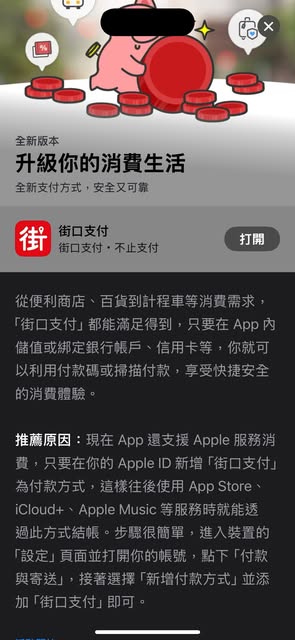 全新版本
升級你的消費生活
全新支付方式，安全又可靠
街
街口支付
街口支付・不止支付
打開
從便利商店、百貨到計程車等消費需求，
「街口支付」都能滿足得到，只要在 App 內
儲值或綁定銀行帳戶、信用卡等，你就可
以利用付款碼或掃描付款，享受快捷安全
的消費體驗。
推薦原因：現在 App 還支援 Apple 服務消
費，只要在你的 Apple ID 新增「街口支付」
為付款方式，這樣往後使用 App Store、
iCloud+、Apple Music 等服務時就能透
過此方式結帳。步驟很簡單，進入裝置的
「設定」頁面並打開你的帳號，點下「付款
與寄送」，接著選擇「新增付款方式」並添
加「街口支付」即可。